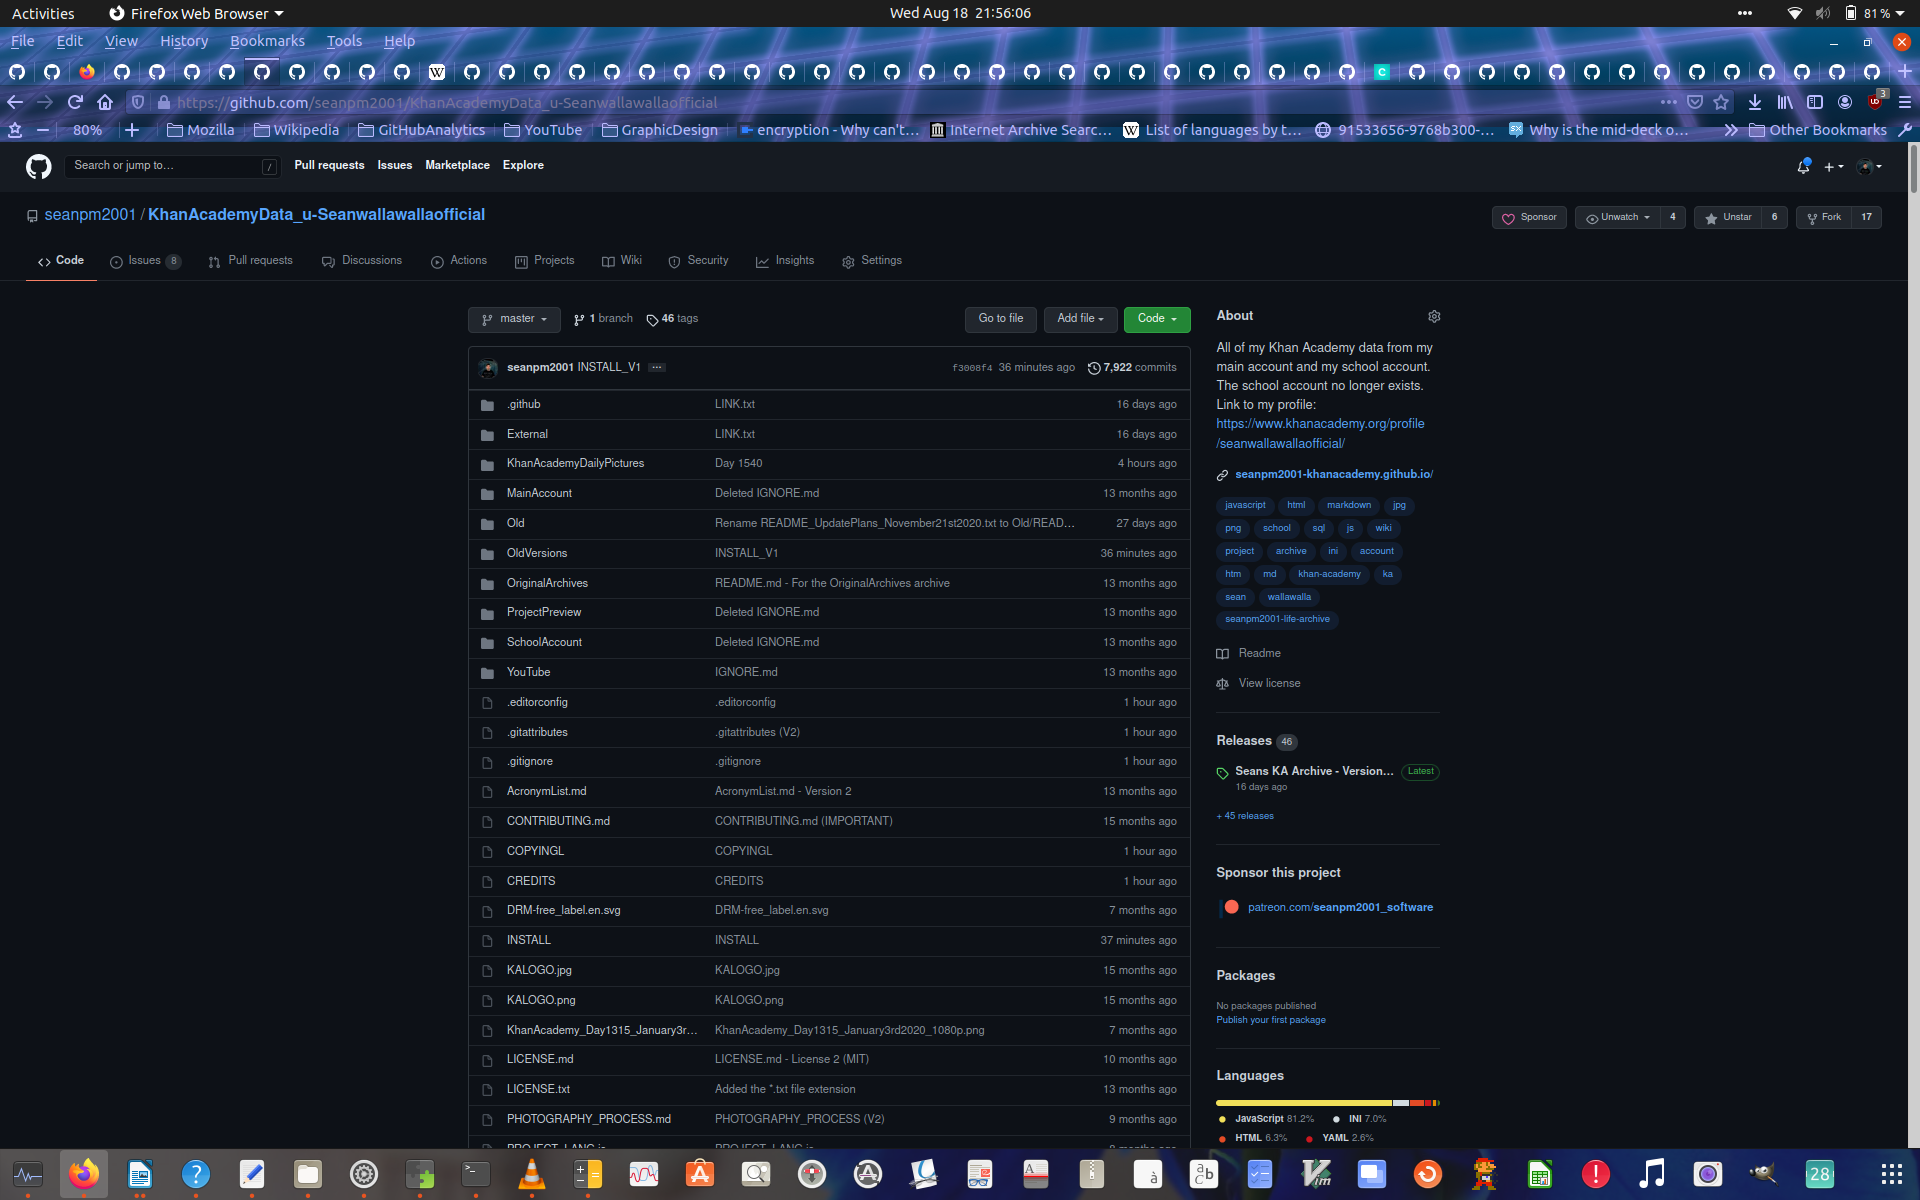 Activities Firefox Web Browser Wed Aug 18 21:56:06 81 %
File Edit View History Bookmarks Tools Help
https://github.com/seanpm2001/KhanAcademyData_u-Seanwallawallaofficial 3
80% Mozilla Wikipedia GitHubAnalytics YouTube GraphicDesign encryption - Why can't… Internet Archive Searc… List of languages by t… 91533656-9768b300-… Why is the mid-deck o… Other Bookmarks
Search or jump to… / Pull requests Issues Marketplace Explore
seanpm2001 / KhanAcademyData_u-Seanwallawallaofficial Sponsor Unwatch 4 Unstar 6 Fork 17
Code Issues 8 Pull requests Discussions Actions Projects Wiki Security Insights Settings
master 1 branch 46 tags Go to file Add file Code
seanpm2001 INSTALL_V1 … f3008f4 36 minutes ago 7,922 commits
.github LINK.txt 16 days ago
External LINK.txt 16 days ago
KhanAcademyDailyPictures Day 1540 4 hours ago
MainAccount Deleted IGNORE.md 13 months ago
Old Rename README_UpdatePlans_November21st2020.txt to Old/READ… 27 days ago
OldVersions INSTALL_V1 36 minutes ago
OriginalArchives README.md - For the OriginalArchives archive 13 months ago
ProjectPreview Deleted IGNORE.md 13 months ago
SchoolAccount Deleted IGNORE.md 13 months ago
YouTube IGNORE.md 13 months ago
.editorconfig .editorconfig 1 hour ago
.gitattributes .gitattributes (V2) 1 hour ago
.gitignore .gitignore 1 hour ago
AcronymList.md AcronymList.md - Version 2 13 months ago
CONTRIBUTING.md CONTRIBUTING.md (IMPORTANT) 15 months ago
COPYINGL COPYINGL 1 hour ago
CREDITS CREDITS 1 hour ago
DRM-free_label.en.svg DRM-free_label.en.svg 7 months ago
INSTALL INSTALL 37 minutes ago
KALOGO.jpg KALOGO.jpg 15 months ago
KALOGO.png KALOGO.png 15 months ago
KhanAcademy_Day1315_January3r… KhanAcademy_Day1315_January3rd2020_1080p.png 7 months ago
LICENSE.md LICENSE.md - License 2 (MIT) 10 months ago
LICENSE.txt Added the *.txt file extension 13 months ago
PHOTOGRAPHY_PROCESS.md PHOTOGRAPHY_PROCESS (V2) 9 months ago
About
All of my Khan Academy data from my
main account and my school account.
The school account no longer exists.
Link to my profile:
https://www.khanacademy.org/profile
/seanwallawallaofficial/
seanpm2001-khanacademy.github.io/
javascript html markdown jpg
png school sql js wiki
project archive ini account
htm md khan-academy ka
sean wallawalla
seanpm2001-life-archive
Readme
View license
Releases 46
Seans KA Archive - Version… Latest
16 days ago
+ 45 releases
Sponsor this project
patreon.com/seanpm2001_software
Packages
No packages published
Publish your first package
Languages
JavaScript 81.2% INI 7.0%
HTML 6.3% YAML 2.6%
28